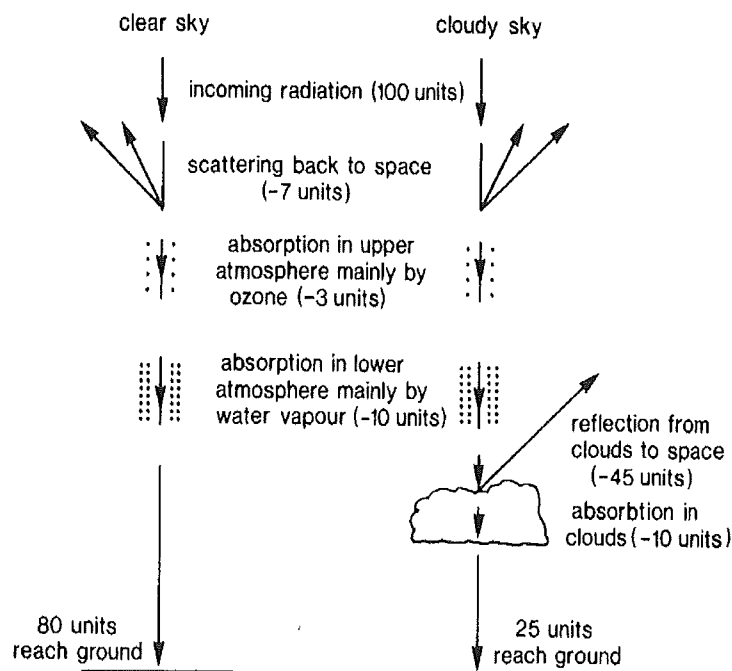 clear sky
cloudy sky
incoming radiation (100 units)
scattering back to space
(-7 units)
absorption in upper
atmosphere mainly by
ozone (-3 units)
absorption in lower
atmosphere mainly by
water vapour (-10 units)
reflection from
clouds to space
(-45 units)
absorbtion in
clouds (-10 units)
80 units
reach ground
25 units
reach ground